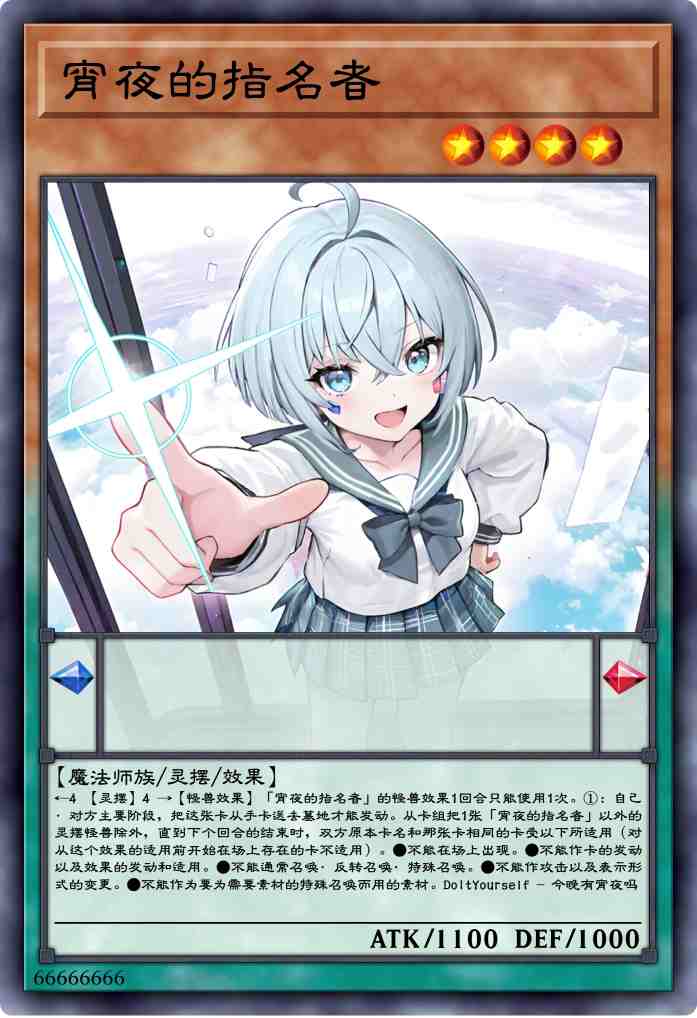 宵夜的指名者
【魔法师族/灵摆/效果】
←4 【灵摆】 4 →【怪兽效果】「宵夜的指名者」的怪兽效果1回合只能使用1次。①：自己
·对方主要阶段，把这张卡从手卡送去墓地才能发动。从卡组把1张「宵夜的指名者」以外的
灵摆怪兽除外，直到下个回合的结束时，双方原本卡名和那张卡相同的卡受以下所适用（对
从这个效果的适用前开始在场上存在的卡不适用）。●不能在场上出现。●不能作卡的发动
以及效果的发动和适用。●不能通常召唤·反转召唤·特殊召唤。●不能作攻击以及表示形
式的变更。●不能作为要为需要素材的特殊召唤而用的素材。DoItYourself - 今晚有宵夜吗
ATK/1100 DEF/1000
66666666